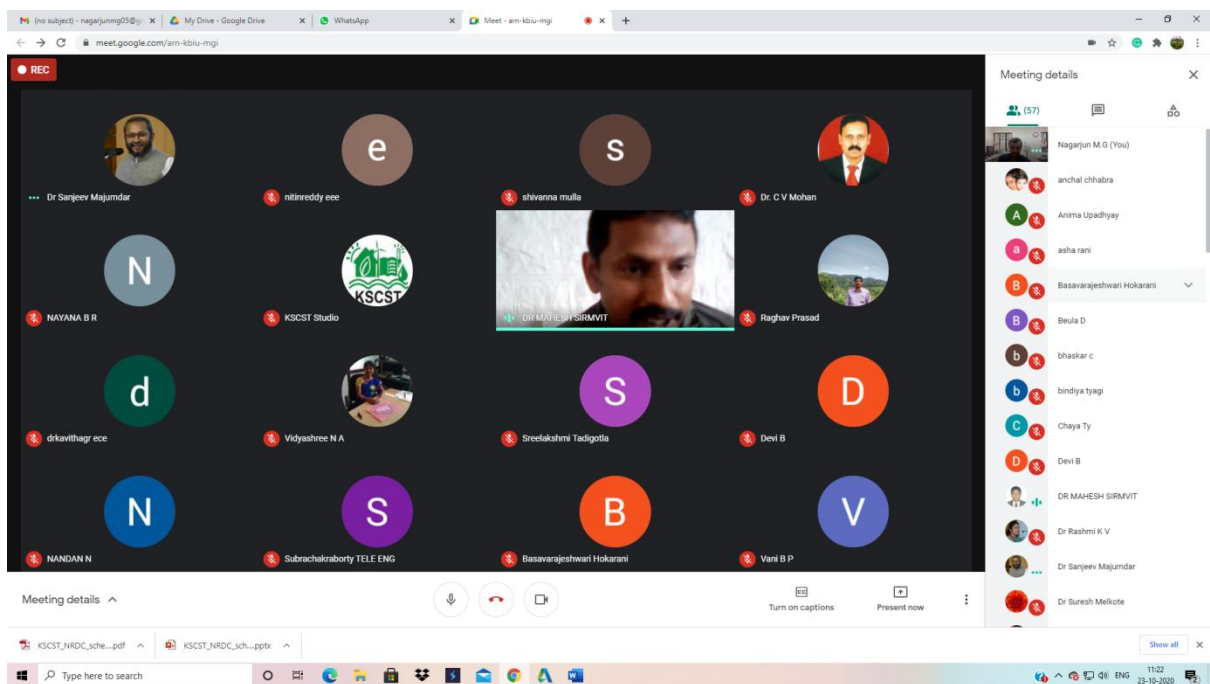 (no subject) - nagarjunmg05@g
My Drive - Google Drive
WhatsApp
Meet - arn-kbiu-mgi
meet.google.com/arn-kbiu-mgi
REC
Dr Sanjeev Majumdar
e
nitinreddy eee
s
shivanna mulla
Dr. C V Mohan
N
NAYANA B R
KSCST
KSCST Studio
DR MAHESH SIRMVIT
Raghav Prasad
d
drkavithagr ece
Vidyashree N A
S
Sreelakshmi Tadigotla
D
Devi B
N
NANDAN N
S
Subrachakraborty TELE ENG
B
Basavarajeshwari Hokarani
V
Vani B P
Meeting details
(57)
Nagarjun M.G (You)
anchal chhabra
A Anima Upadhyay
a asha rani
B Basavarajeshwari Hokarani
B Beula D
b bhaskar c
b bindiya tyagi
C Chaya Ty
D Devi B
DR MAHESH SIRMVIT
Dr Rashmi K V
Dr Sanjeev Majumdar
Dr Suresh Melkote
Meeting details
Turn on captions
Present now
KSCST_NRDC_sche....pdf
KSCST_NRDC_sch....pptx
Show all
Type here to search
ENG
11:22
23-10-2020